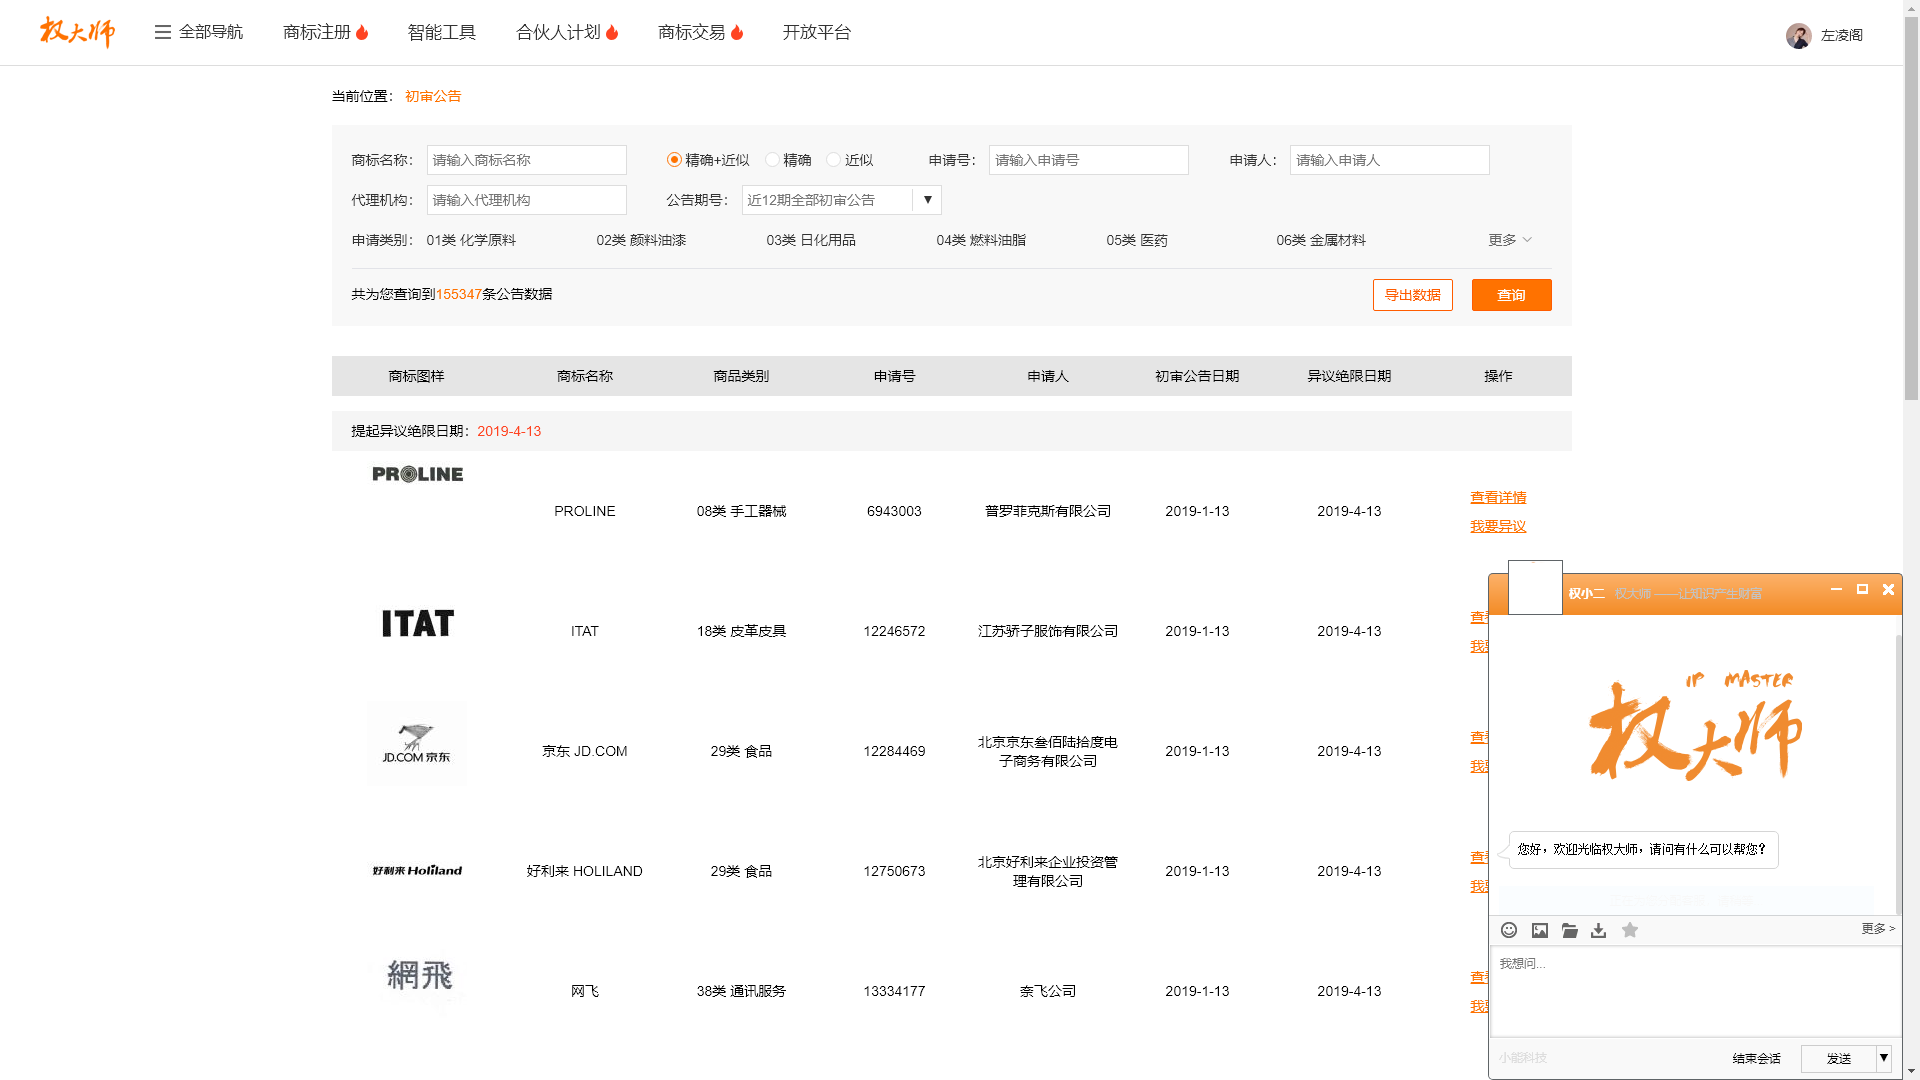 权大师
全部导航
商标注册
智能工具
合伙人计划
商标交易
开放平台
左凌阁
当前位置： 初审公告
商标名称： 请输入商标名称 精确+近似 精确 近似 申请号： 请输入申请号 申请人： 请输入申请人
代理机构： 请输入代理机构 公告期号： 近12期全部初审公告 ▼
申请类别： 01类 化学原料 02类 颜料油漆 03类 日化用品 04类 燃料油脂 05类 医药 06类 金属材料 更多
共为您查询到155347条公告数据 导出数据 查询
商标图样 商标名称 商品类别 申请号 申请人 初审公告日期 异议绝限日期 操作
提起异议绝限日期：2019-4-13
PROLINE
PROLINE 08类 手工器械 6943003 普罗菲克斯有限公司 2019-1-13 2019-4-13
查看详情
我要异议
ITAT
ITAT 18类 皮革皮具 12246572 江苏骄子服饰有限公司 2019-1-13 2019-4-13
查
我
JD.COM 京东
京东 JD.COM 29类 食品 12284469 北京京东叁佰陆拾度电
子商务有限公司 2019-1-13 2019-4-13
查
我
好利来 Holiland
好利来 HOLILAND 29类 食品 12750673 北京好利来企业投资管
理有限公司 2019-1-13 2019-4-13
查
我
網飛
网飞 38类 通讯服务 13334177 奈飞公司 2019-1-13 2019-4-13
查
我
权小二 权大师 ——让知识产生财富
IP MASTER
权大师
您好，欢迎光临权大师，请问有什么可以帮您？
更多 >
我想问...
小能科技
结束会话
发送 ▼